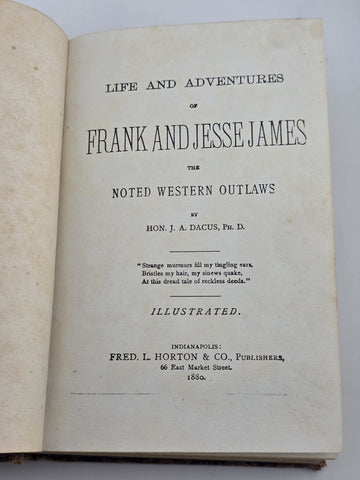 LIFE AND ADVENTURES
OF
FRANK AND JESSE JAMES
THE
NOTED WESTERN OUTLAWS
BY
HON. J. A. DACUS, PH. D.
"Strange murmurs fill my tingling ears,
Bristles my hair, my sinews quake,
At this dread tale of reckless deeds."
ILLUSTRATED.
INDIANAPOLIS:
FRED. L. HORTON & CO., PUBLISHERS,
66 EAST MARKET STREET.
1880.